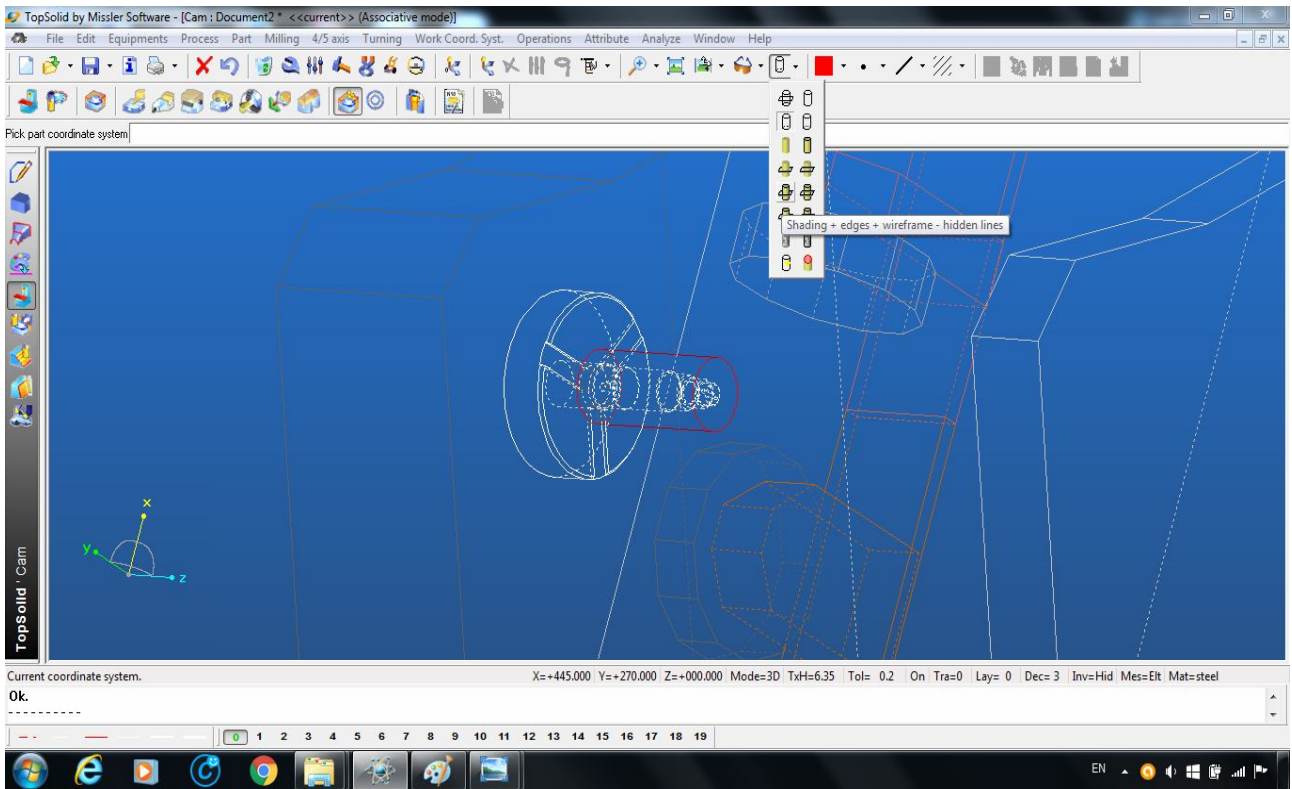 TopSolid by Missler Software - [Cam : Document2 *  <<current>> (Associative mode)]
File Edit Equipments Process Part Milling 4/5 axis Turning Work Coord. Syst. Operations Attribute Analyze Window Help
Pick part coordinate system
Shading + edges + wireframe - hidden lines
x
y
z
TopSolid 'Cam
Current coordinate system.
X=+445.000 Y=+270.000 Z=+000.000 Mode=3D TxH=6.35 Tol= 0.2 On Tra=0 Lay= 0 Dec= 3 Inv=Hid Mes=Elt Mat=steel
Ok.
----------
0 1 2 3 4 5 6 7 8 9 10 11 12 13 14 15 16 17 18 19
EN